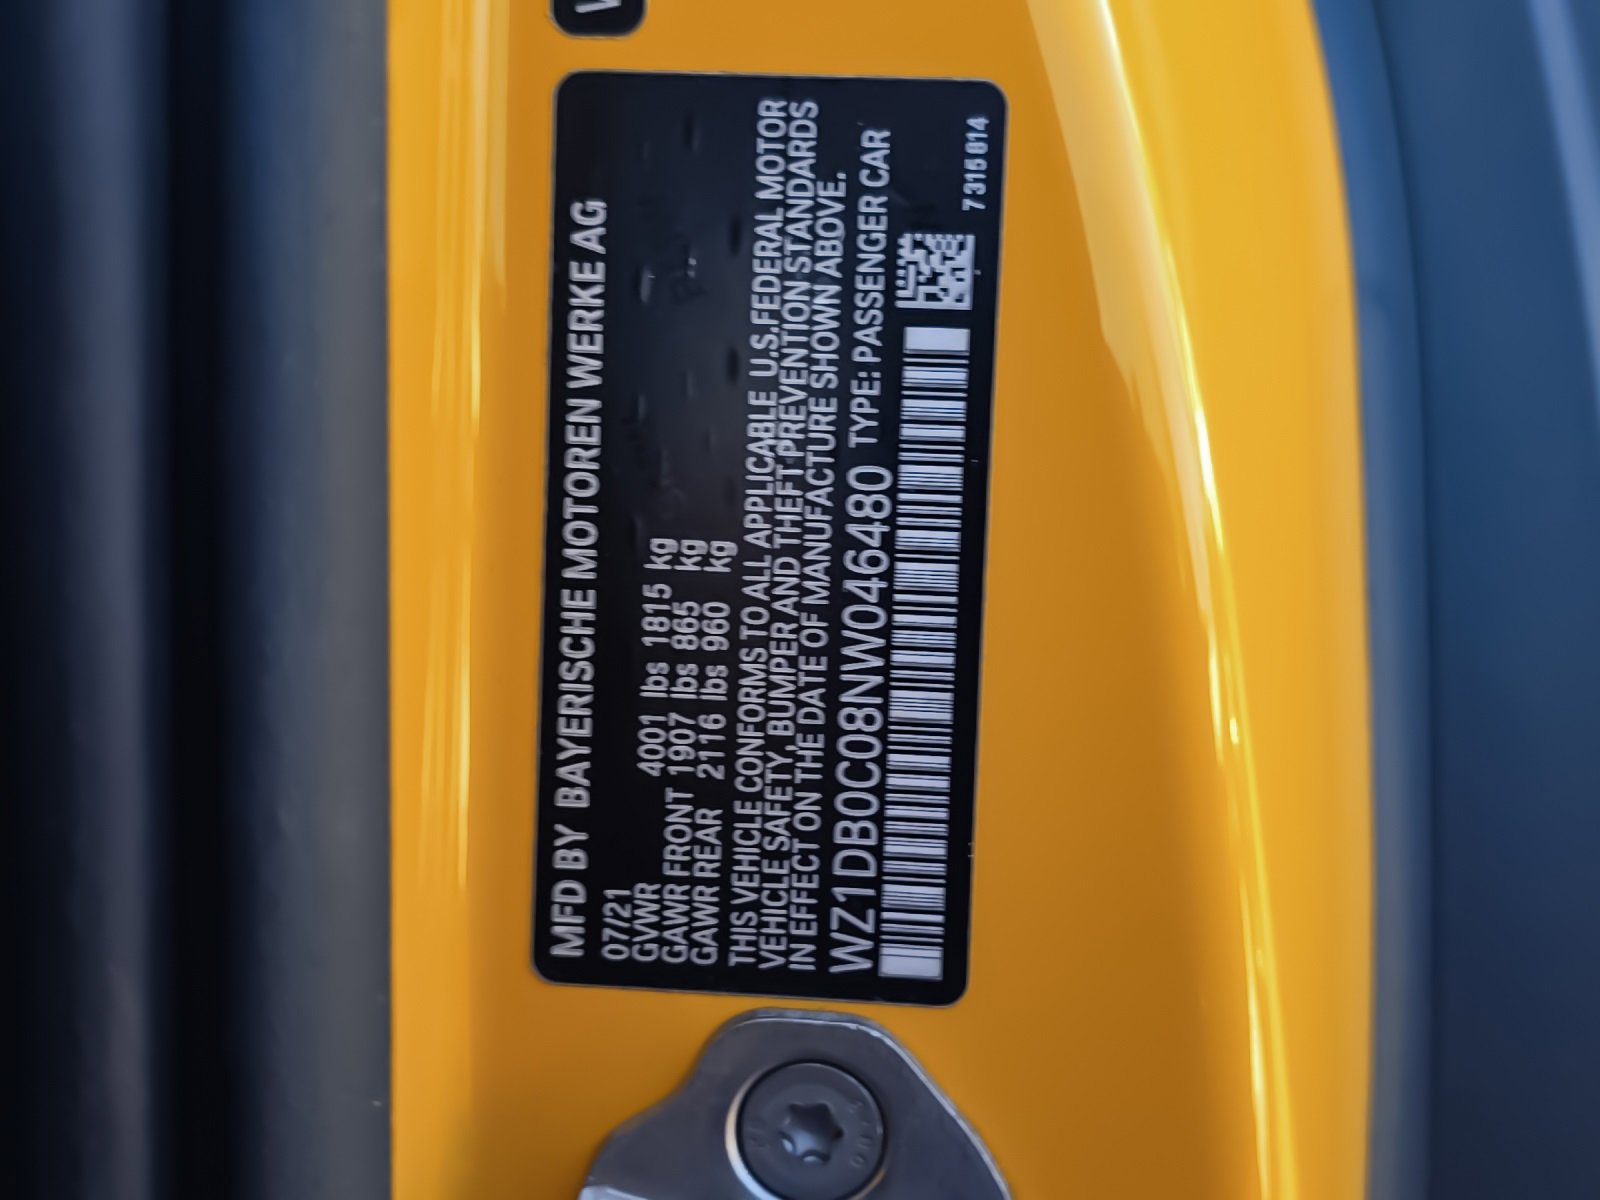 MFD BY BAYERISCHE MOTOREN WERKE AG
07/21
GVWR 4001 lbs 1815 kg
GAWR FRONT 1907 lbs 865 kg
GAWR REAR 2116 lbs 960 kg
THIS VEHICLE CONFORMS TO ALL APPLICABLE U.S.FEDERAL MOTOR
VEHICLE SAFETY, BUMPER AND THEFT PREVENTION STANDARDS
IN EFFECT ON THE DATE OF MANUFACTURE SHOWN ABOVE.
WZ1DB0C08NW046480 TYPE: PASSENGER CAR
7 315 814